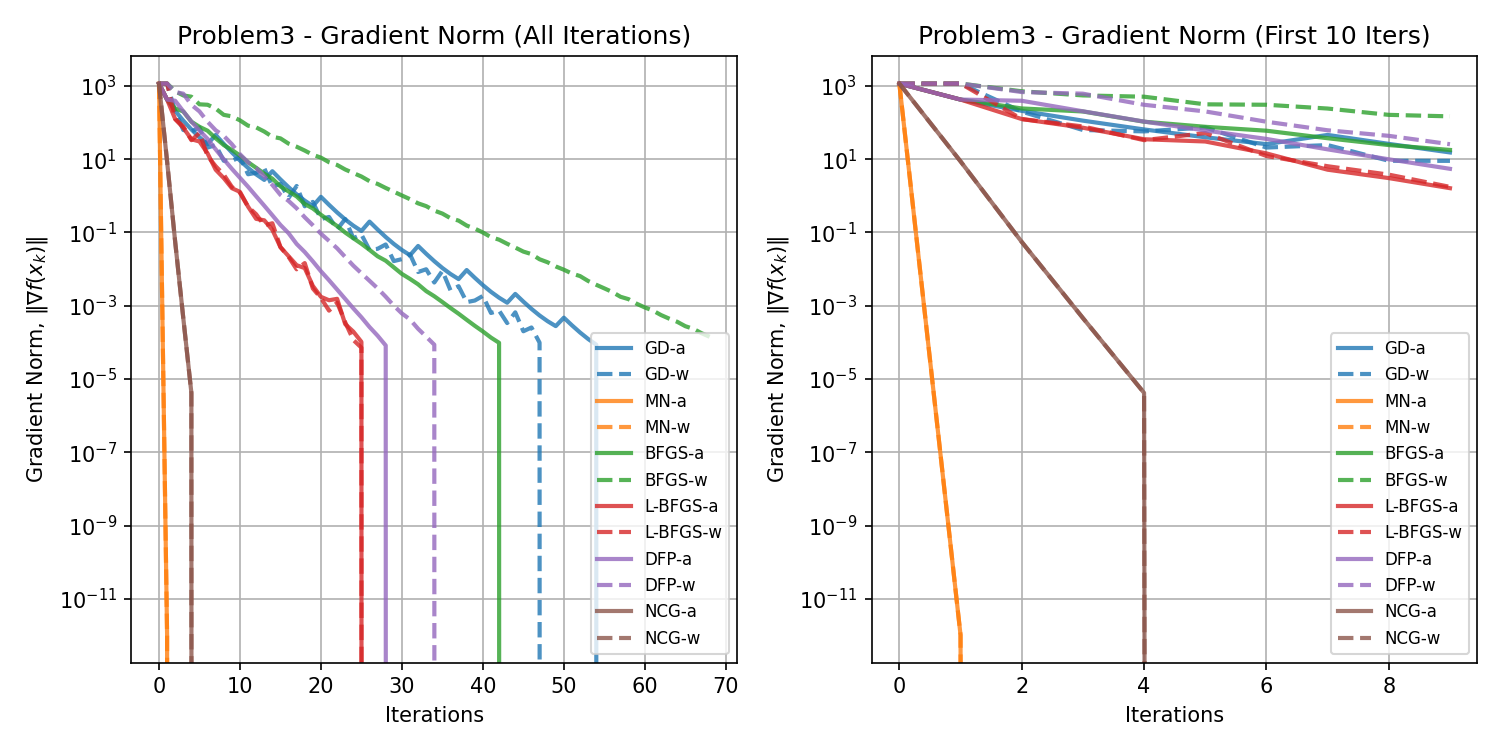 Problem3 - Gradient Norm (All Iterations)
Gradient Norm, ‖∇f(x_k)‖
10^3
10^1
10^−1
10^−3
10^−5
10^−7
10^−9
10^−11
0 10 20 30 40 50 60 70
Iterations
GD-a
GD-w
MN-a
MN-w
BFGS-a
BFGS-w
L-BFGS-a
L-BFGS-w
DFP-a
DFP-w
NCG-a
NCG-w
Problem3 - Gradient Norm (First 10 Iters)
Gradient Norm, ‖∇f(x_k)‖
10^3
10^1
10^−1
10^−3
10^−5
10^−7
10^−9
10^−11
0 2 4 6 8
Iterations
GD-a
GD-w
MN-a
MN-w
BFGS-a
BFGS-w
L-BFGS-a
L-BFGS-w
DFP-a
DFP-w
NCG-a
NCG-w